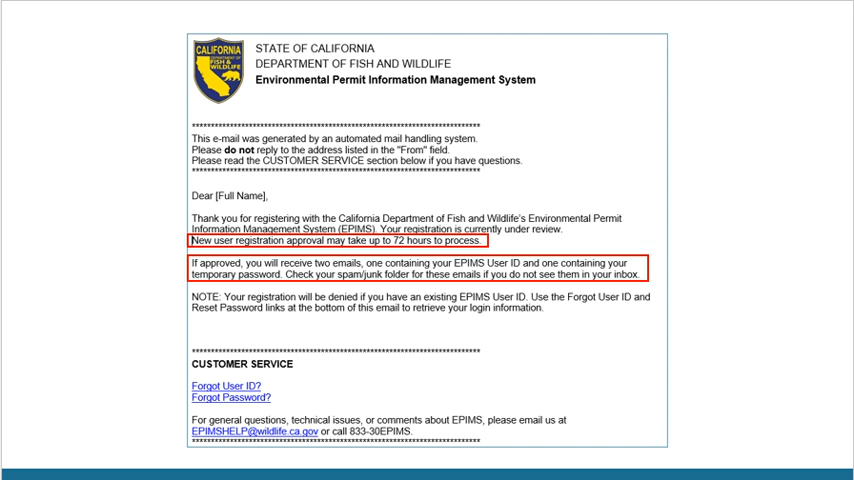 CALIFORNIA
DEPARTMENT OF
FISH &
WILDLIFE
STATE OF CALIFORNIA
DEPARTMENT OF FISH AND WILDLIFE
Environmental Permit Information Management System
******************************************************************************
This e-mail was generated by an automated mail handling system.
Please do not reply to the address listed in the "From" field.
Please read the CUSTOMER SERVICE section below if you have questions.
******************************************************************************
Dear [Full Name],
Thank you for registering with the California Department of Fish and Wildlife's Environmental Permit
Information Management System (EPIMS). Your registration is currently under review.
New user registration approval may take up to 72 hours to process.
If approved, you will receive two emails, one containing your EPIMS User ID and one containing your
temporary password. Check your spam/junk folder for these emails if you do not see them in your inbox.
NOTE: Your registration will be denied if you have an existing EPIMS User ID. Use the Forgot User ID and
Reset Password links at the bottom of this email to retrieve your login information.
******************************************************************************
CUSTOMER SERVICE
Forgot User ID?
Forgot Password?
For general questions, technical issues, or comments about EPIMS, please email us at
EPIMSHELP@wildlife.ca.gov or call 833-30EPIMS.
******************************************************************************